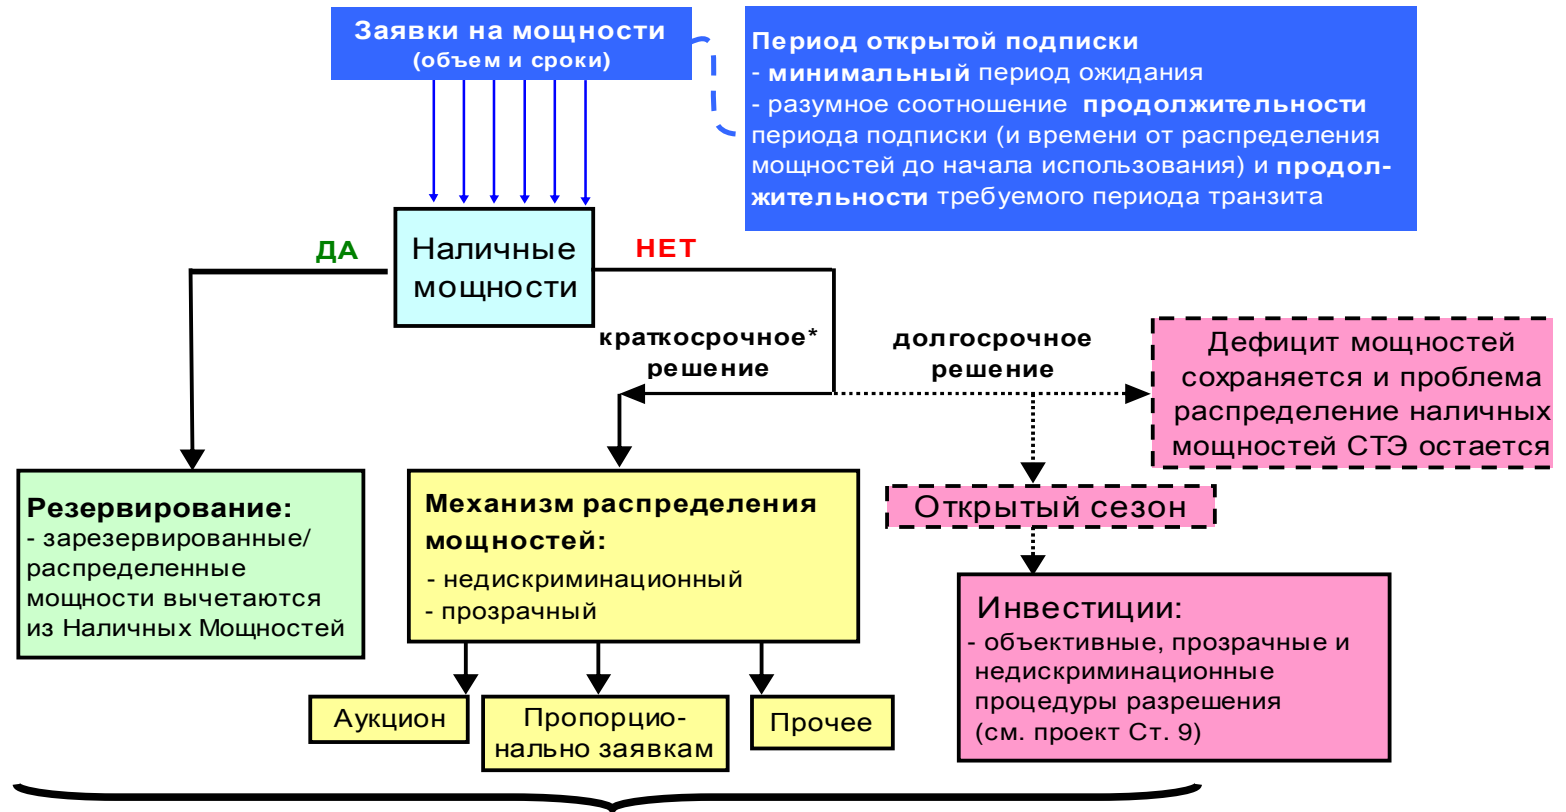 Заявки на мощности
(объем и сроки)
Период открытой подписки
- минимальный период ожидания
- разумное соотношение продолжительности
периода подписки (и времени от распределения
мощностей до начала использования) и продол-
жительности требуемого периода транзита
ДА
Наличные
мощности
НЕТ
краткосрочное*
решение
долгосрочное
решение
Дефицит мощностей
сохраняется и проблема
распределение наличных
мощностей СТЭ остается
Резервирование:
- зарезервированные/
распределенные
мощности вычетаются
из Наличных Мощностей
Механизм распределения
мощностей:
- недискриминационный
- прозрачный
Открытый сезон
Инвестиции:
- объективные, прозрачные и
недискриминационные
процедуры разрешения
(см. проект Ст. 9)
Аукцион
Пропорцио-
нально заявкам
Прочее